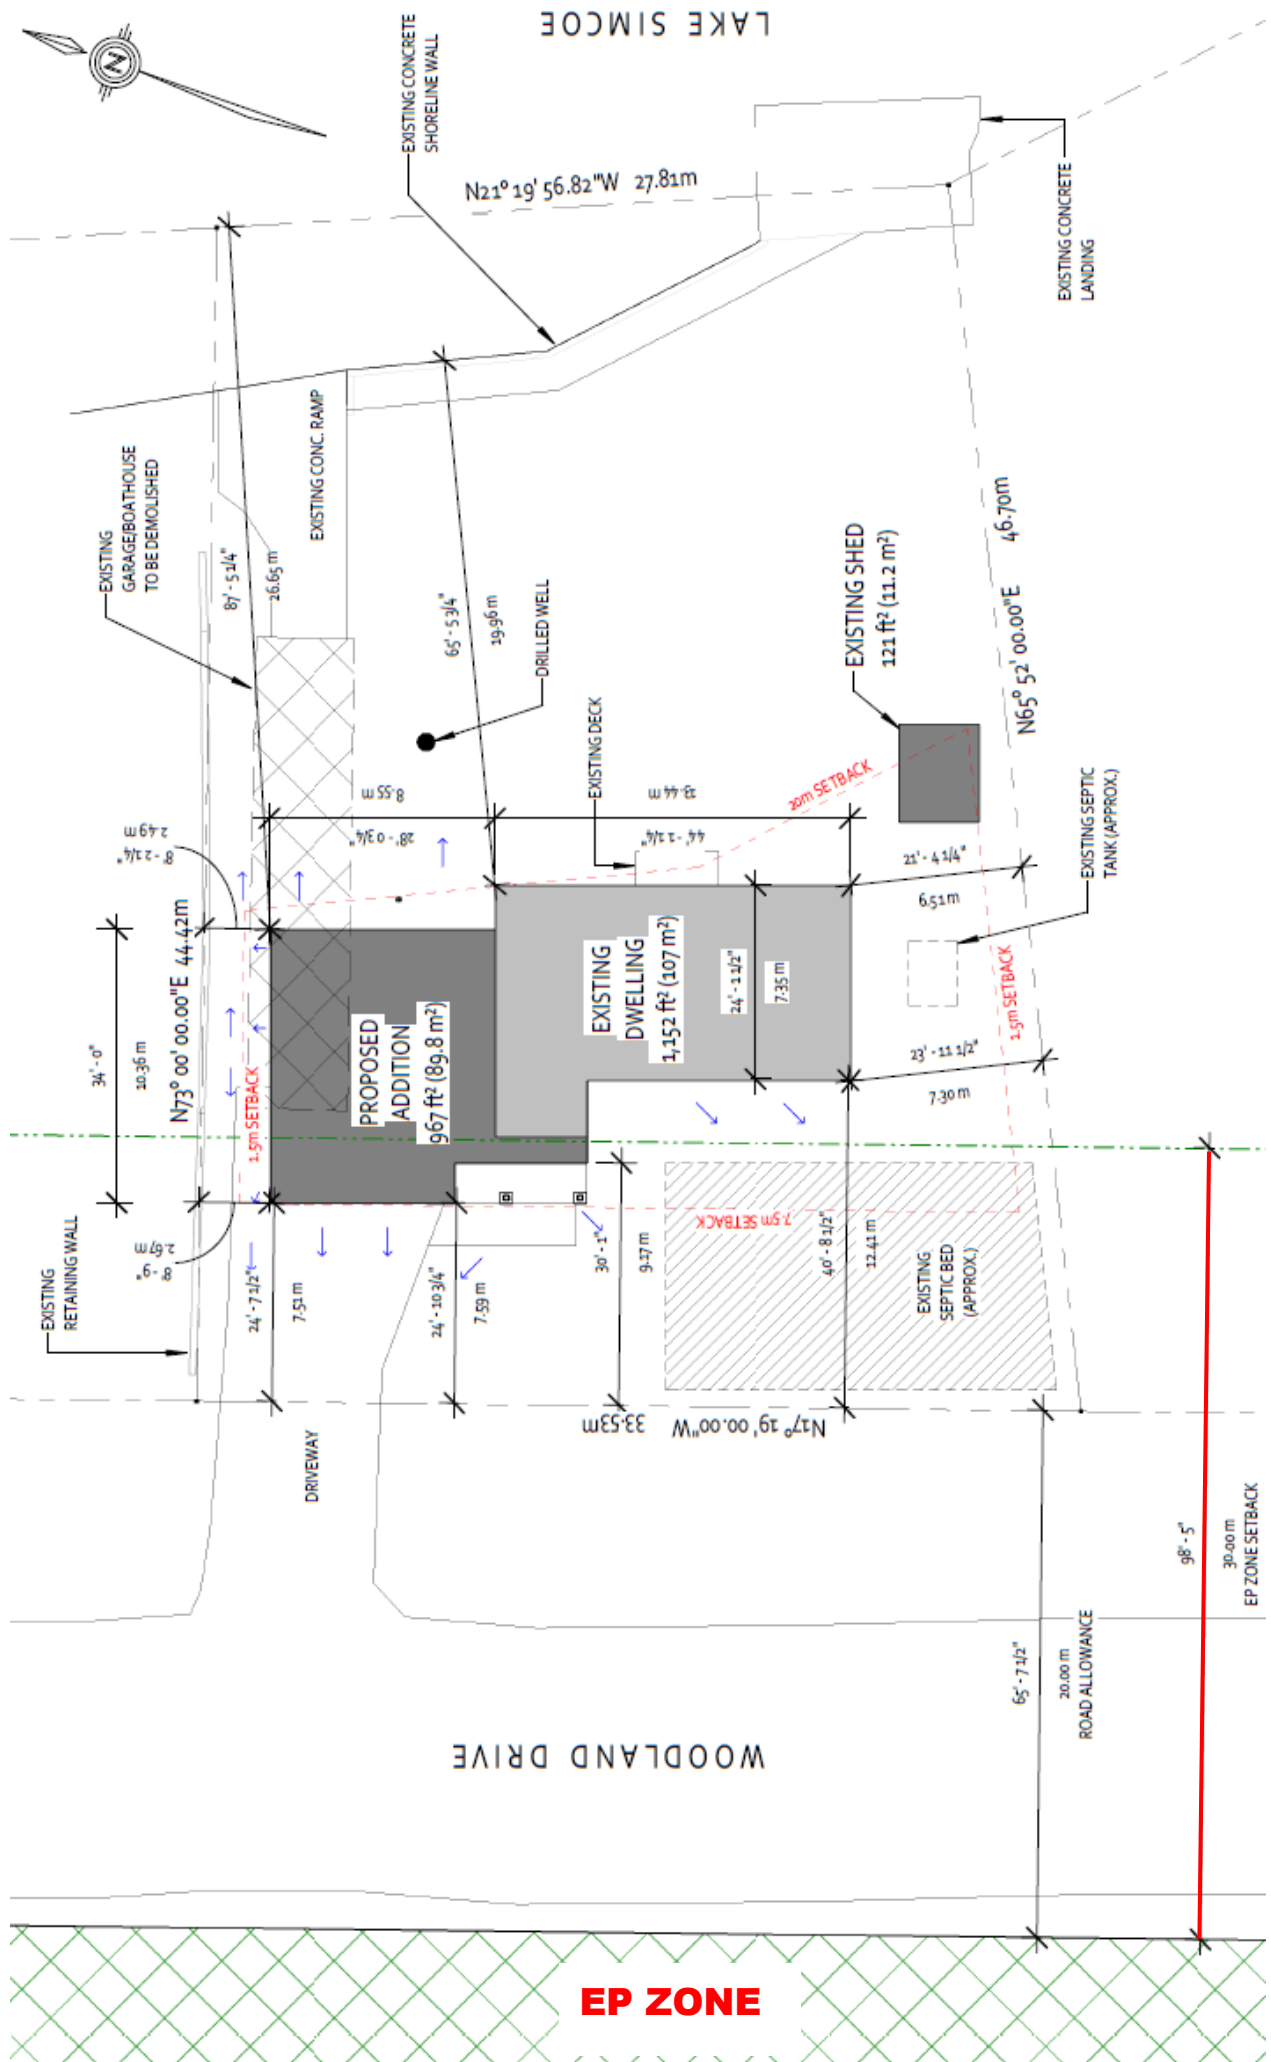 LAKE SIMCOE
N
EXISTING CONCRETE
SHORELINE WALL
N21° 19' 56.82"W 27.81m
EXISTING CONCRETE
LANDING
EXISTING
GARAGE/BOATHOUSE
TO BE DEMOLISHED
EXISTING CONC. RAMP
87' - 5 1/4"
26.65 m
65' - 5 3/4"
19.96 m
DRILLED WELL
EXISTING SHED
121 ft² (11.2 m²)
N65° 52' 00.00"E 46.70m
EXISTING DECK
20m SETBACK
8' - 2 1/4"
2.49 m
28' - 0 3/4"
8.55 m
44' - 1 1/4"
13.44 m
EXISTING SEPTIC
TANK (APPROX.)
21' - 4 1/4"
6.51 m
N73° 00' 00.00"E 44.42m
34' - 0"
10.36 m
PROPOSED
ADDITION
967 ft² (89.8 m²)
EXISTING
DWELLING
1,152 ft² (107 m²)
24' - 1 1/2"
7.35 m
1.5m SETBACK
1.5m SETBACK
23' - 11 1/2"
7.30 m
EXISTING
RETAINING WALL
8' - 9"
2.67 m
24' - 7 1/2"
7.51 m
24' - 10 3/4"
7.59 m
30' - 1"
9.17 m
7.5m SETBACK
40' - 8 1/2"
12.41 m
EXISTING
SEPTIC BED
(APPROX.)
N17° 19' 00.00"W 33.53m
DRIVEWAY
98' - 5"
30.00 m
EP ZONE SETBACK
65' - 7 1/2"
20.00 m
ROAD ALLOWANCE
WOODLAND DRIVE
EP ZONE